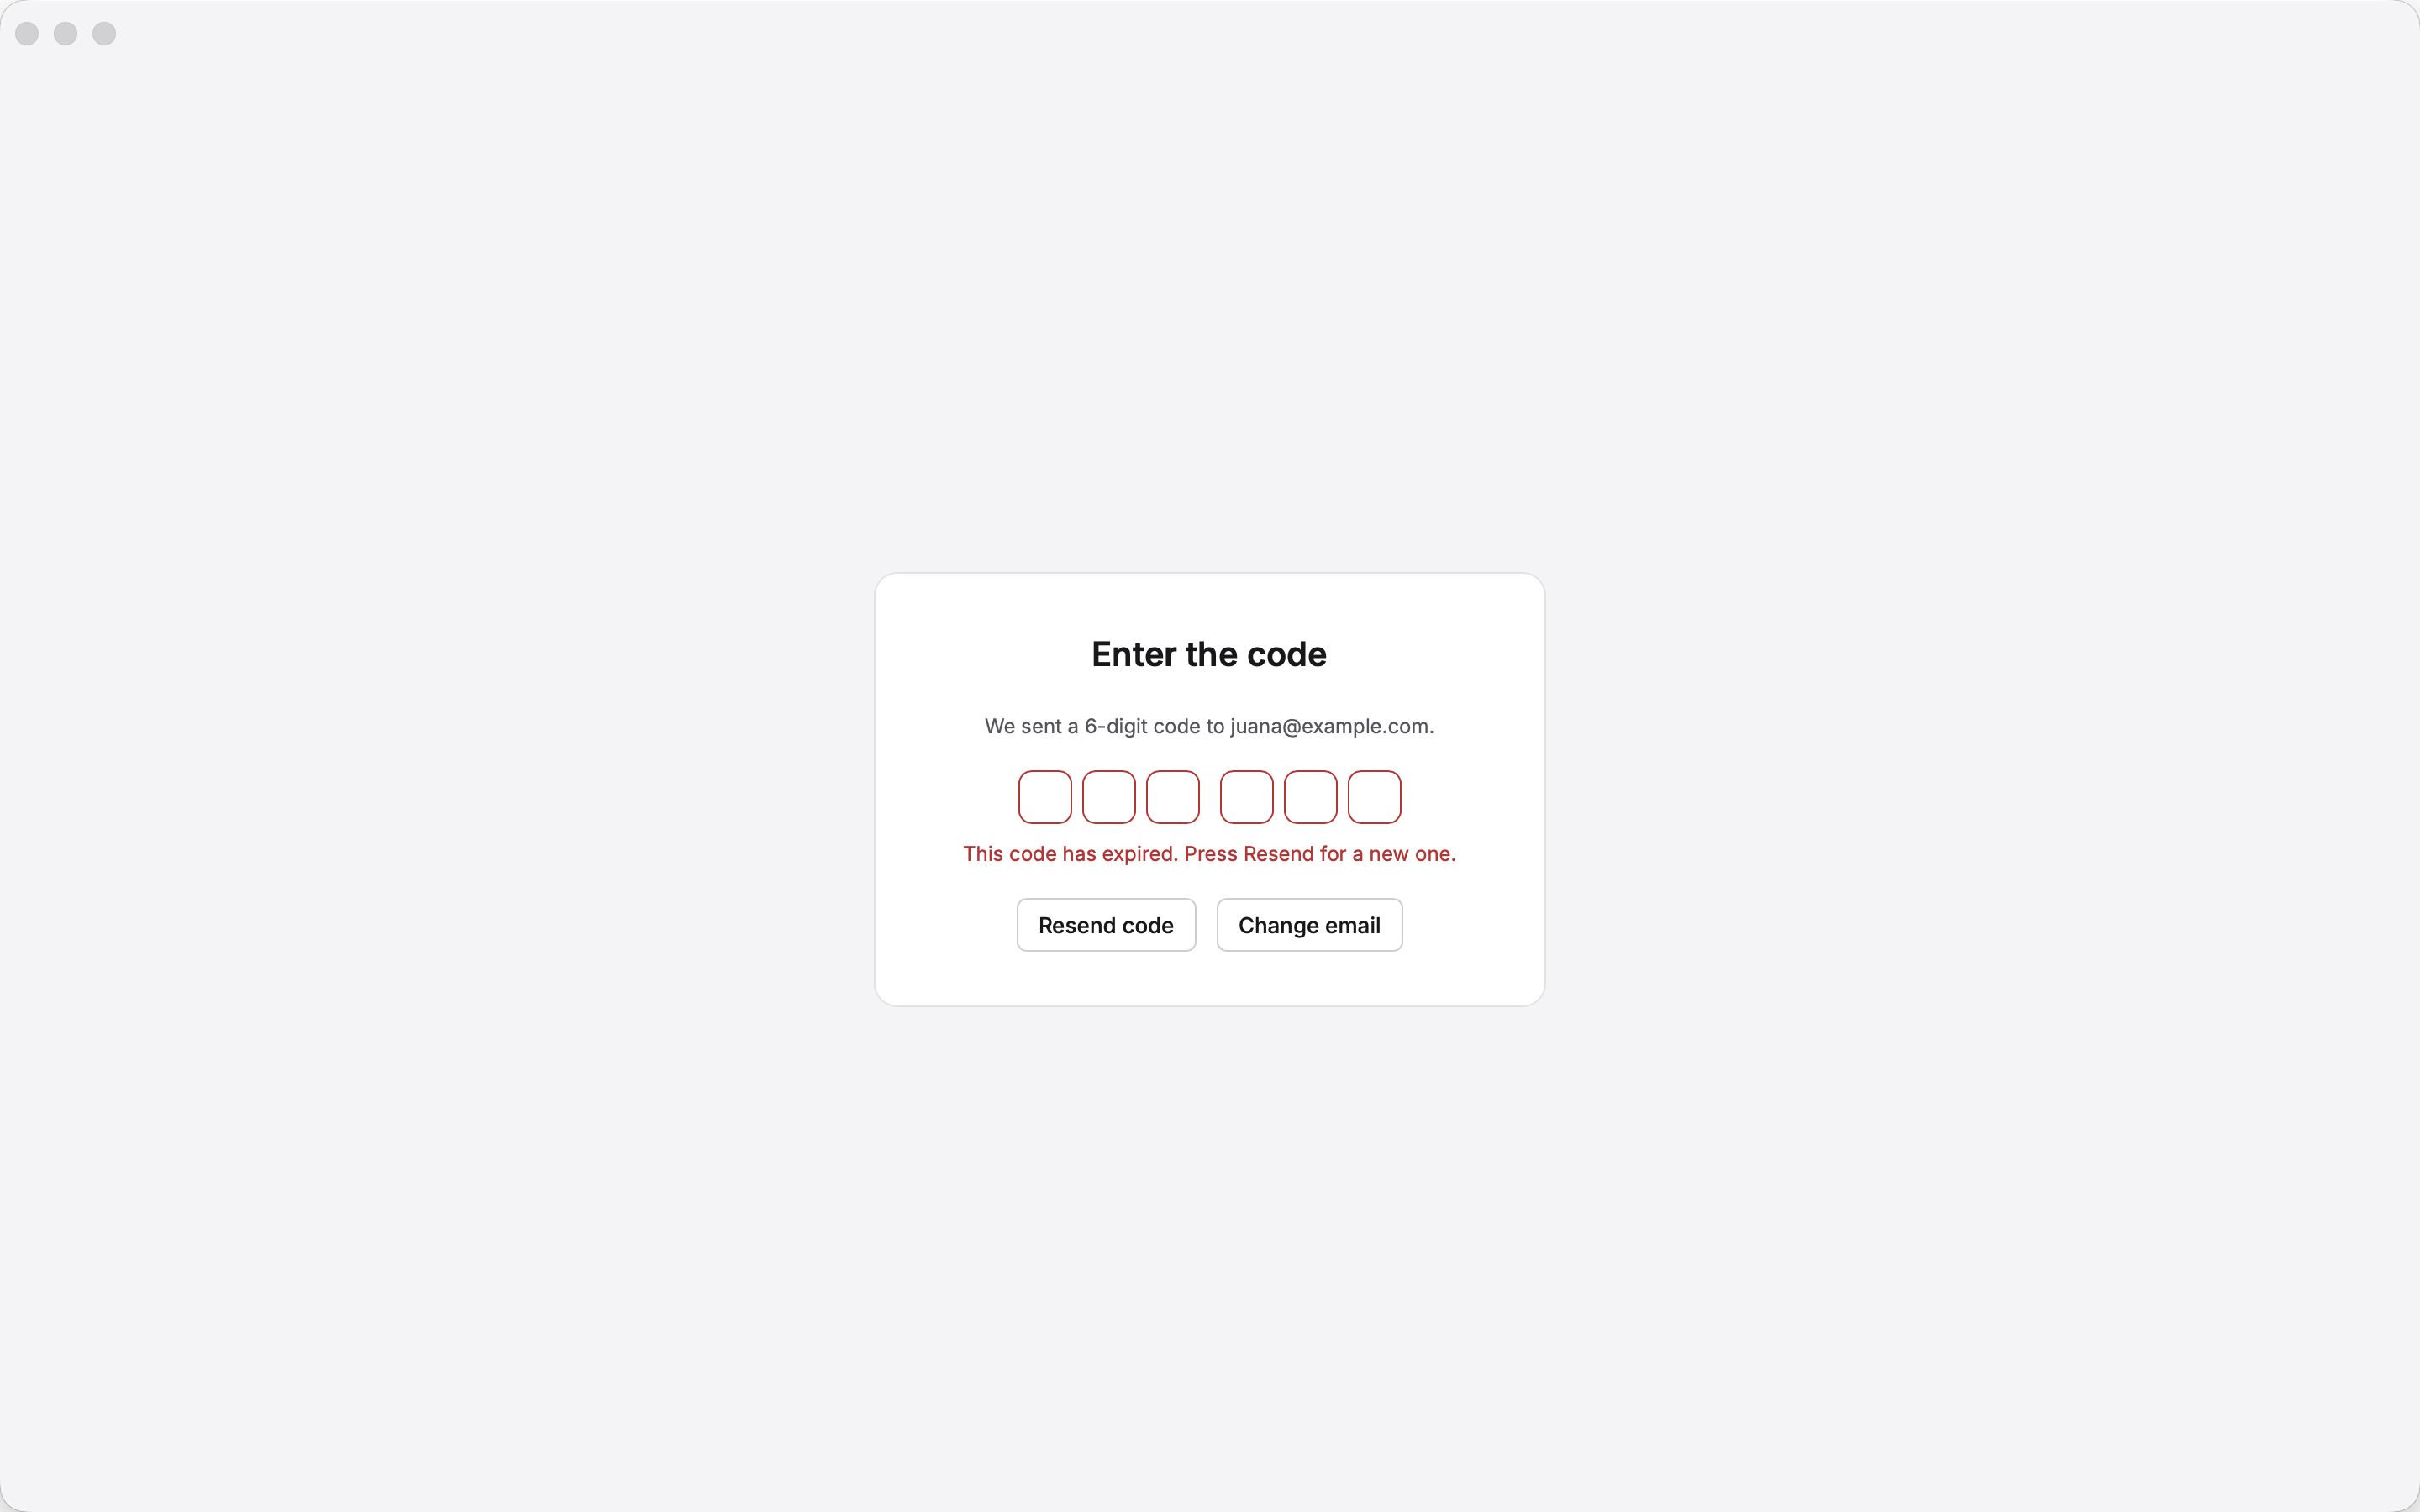 Enter the code
We sent a 6-digit code to juana@example.com.
This code has expired. Press Resend for a new one.
Resend code
Change email